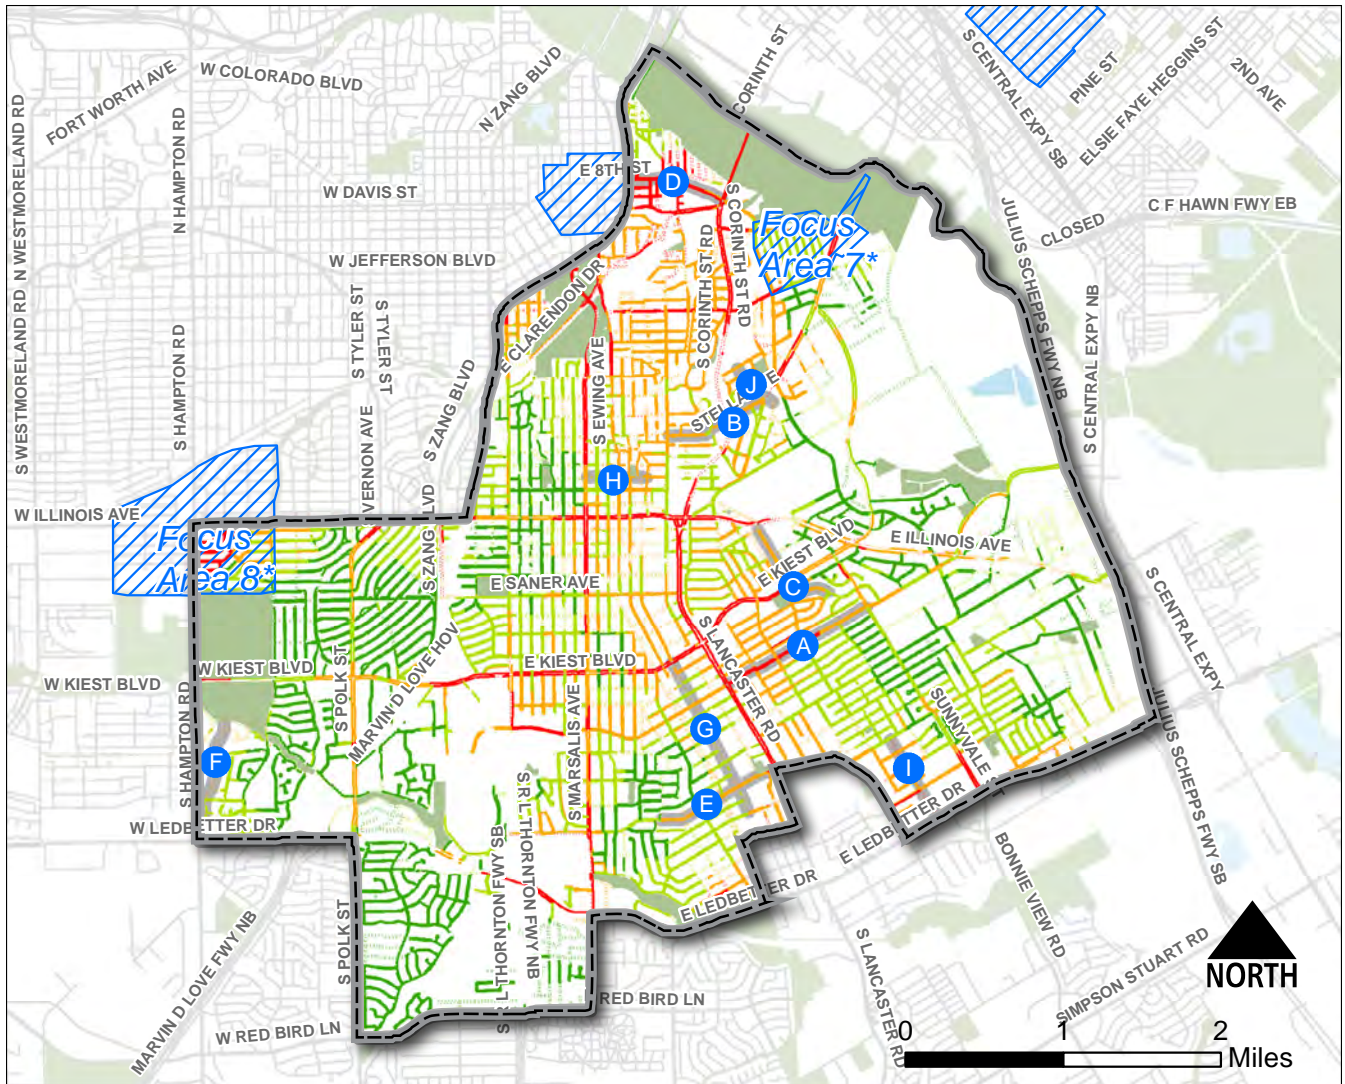 W COLORADO BLVD
FORT WORTH AVE
N ZANG BLVD
CORINTH ST
S CENTRAL EXPY SB
PINE ST
ELSIE FAYE HEGGINS ST
2ND AVE
S WESTMORELAND RD
N WESTMORELAND RD
N HAMPTON RD
E 8TH ST
D
W DAVIS ST
S CORINTH ST RD
S CORINTH ST RD
Focus
Area 7*
JULIUS SCHEPPS FWY NB
CLOSED
C F HAWN FWY EB
W JEFFERSON BLVD
S TYLER ST
S TYLER ST
E CLARENDON DR
S CENTRAL EXPY NB
S HAMPTON RD
S ZANG BLVD
S EWING AVE
J
STELLA
E
B
VERNON AVE
H
W ILLINOIS AVE
Focus
Area 8*
S ZANG BLVD
E SANER AVE
E KIEST BLVD
C
E ILLINOIS AVE
S CENTRAL EXPY
A
W KIEST BLVD
W KIEST BLVD
S POLK ST
MARVIN D LOVE HOV
E KIEST BLVD
S LANCASTER RD
SUNNYVALE
S HAMPTON RD
F
S MARSALIS AVE
G
I
E
JULIUS SCHEPPS FWY SB
W LEDBETTER DR
S R L THORNTON FWY SB
S R L THORNTON FWY NB
E LEDBETTER DR
E LEDBETTER DR
BONNIE VIEW RD
S POLK ST
MARVIN D LOVE FWY NB
S LANCASTER RD
SIMPSON STUART RD
NORTH
RED BIRD LN
W RED BIRD LN
0
1
2
Miles